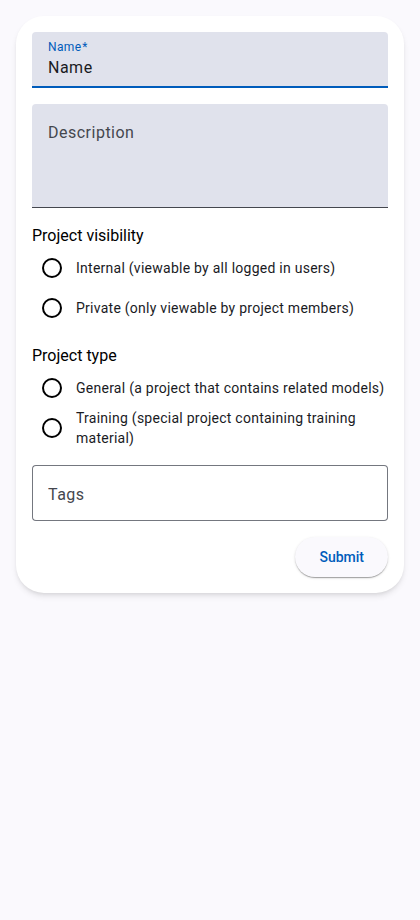 Name*
Name
Description
Project visibility
Internal (viewable by all logged in users)
Private (only viewable by project members)
Project type
General (a project that contains related models)
Training (special project containing training
material)
Tags
Submit